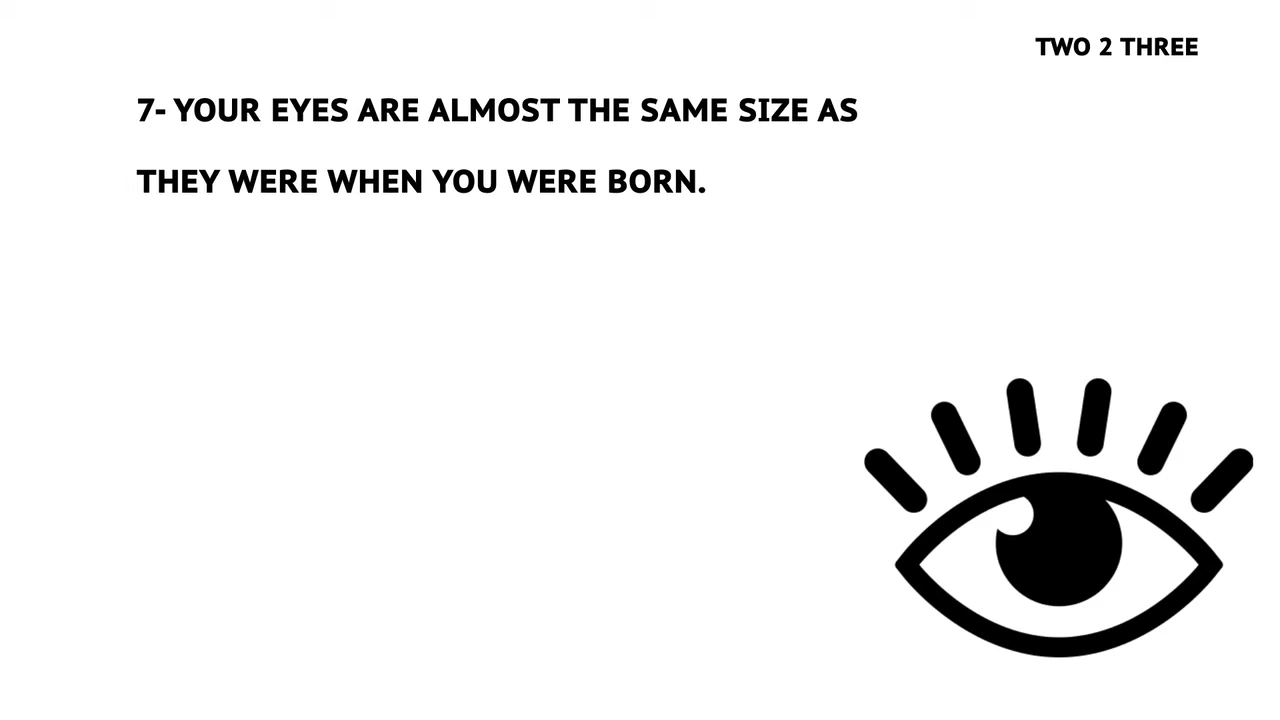 TWO 2 THREE
7- YOUR EYES ARE ALMOST THE SAME SIZE AS
THEY WERE WHEN YOU WERE BORN.